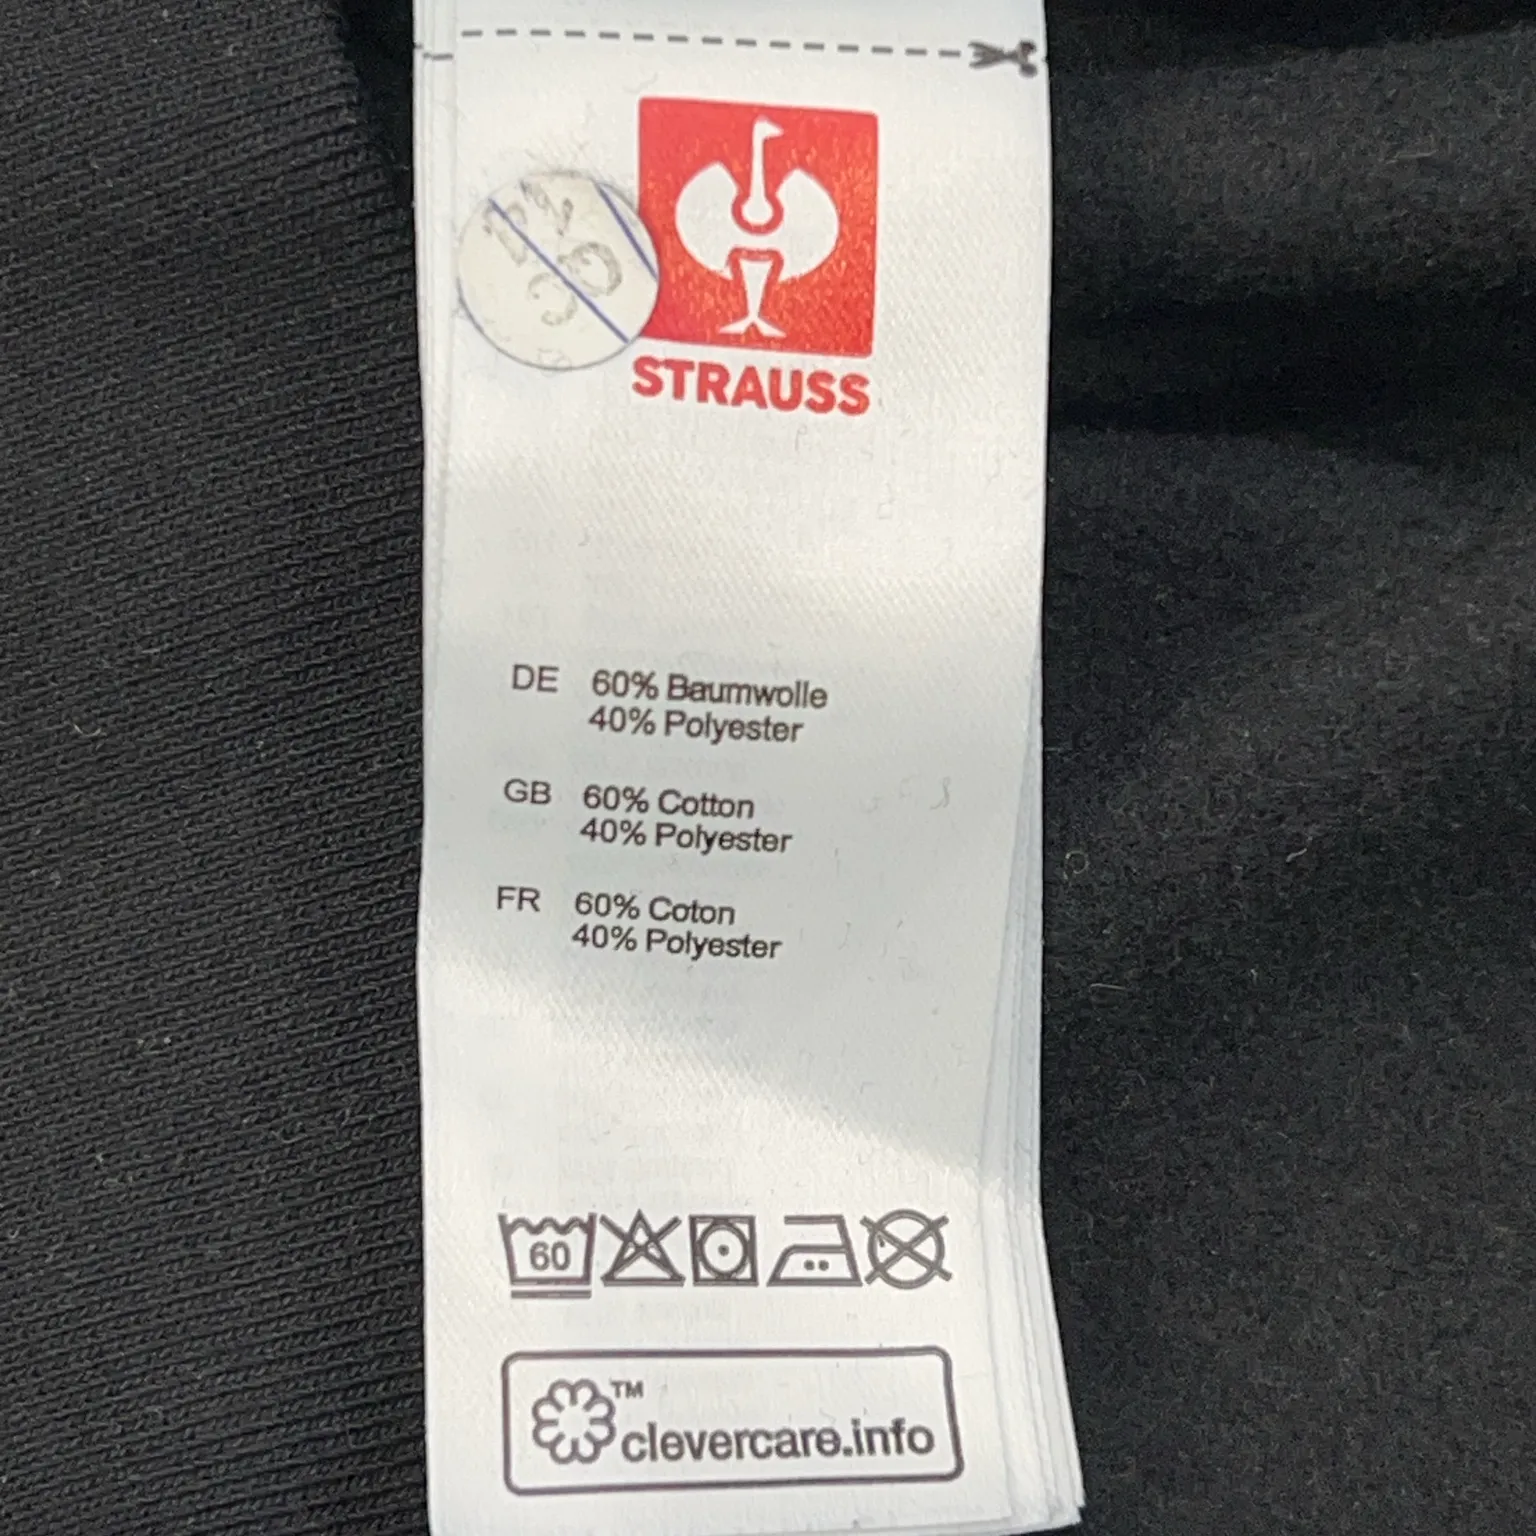 STRAUSS
DE 60% Baumwolle
40% Polyester
GB 60% Cotton
40% Polyester
FR 60% Coton
40% Polyester
60
™
clevercare.info